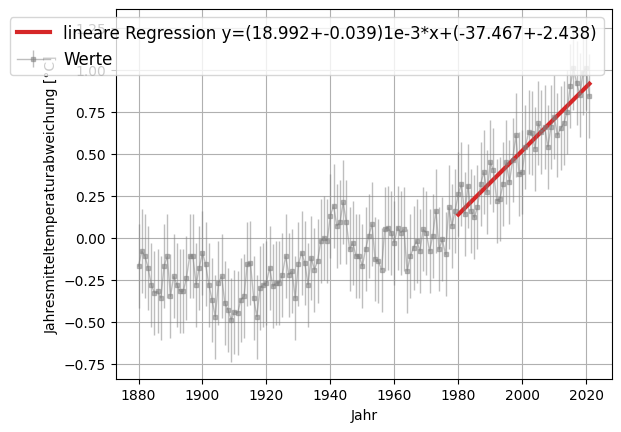 1.25
lineare Regression y=(18.992+-0.039)1e-3*x+(-37.467+-2.438)
Werte
1.00
0.75
0.50
0.25
0.00
−0.25
−0.50
−0.75
Jahresmitteltemperaturabweichung [°C]
1880 1900 1920 1940 1960 1980 2000 2020
Jahr